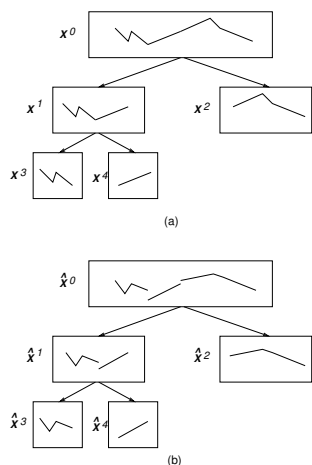 x⁰
x¹ x²
x³ x⁴
(a)
x̂⁰
x̂¹ x̂²
x̂³ x̂⁴
(b)